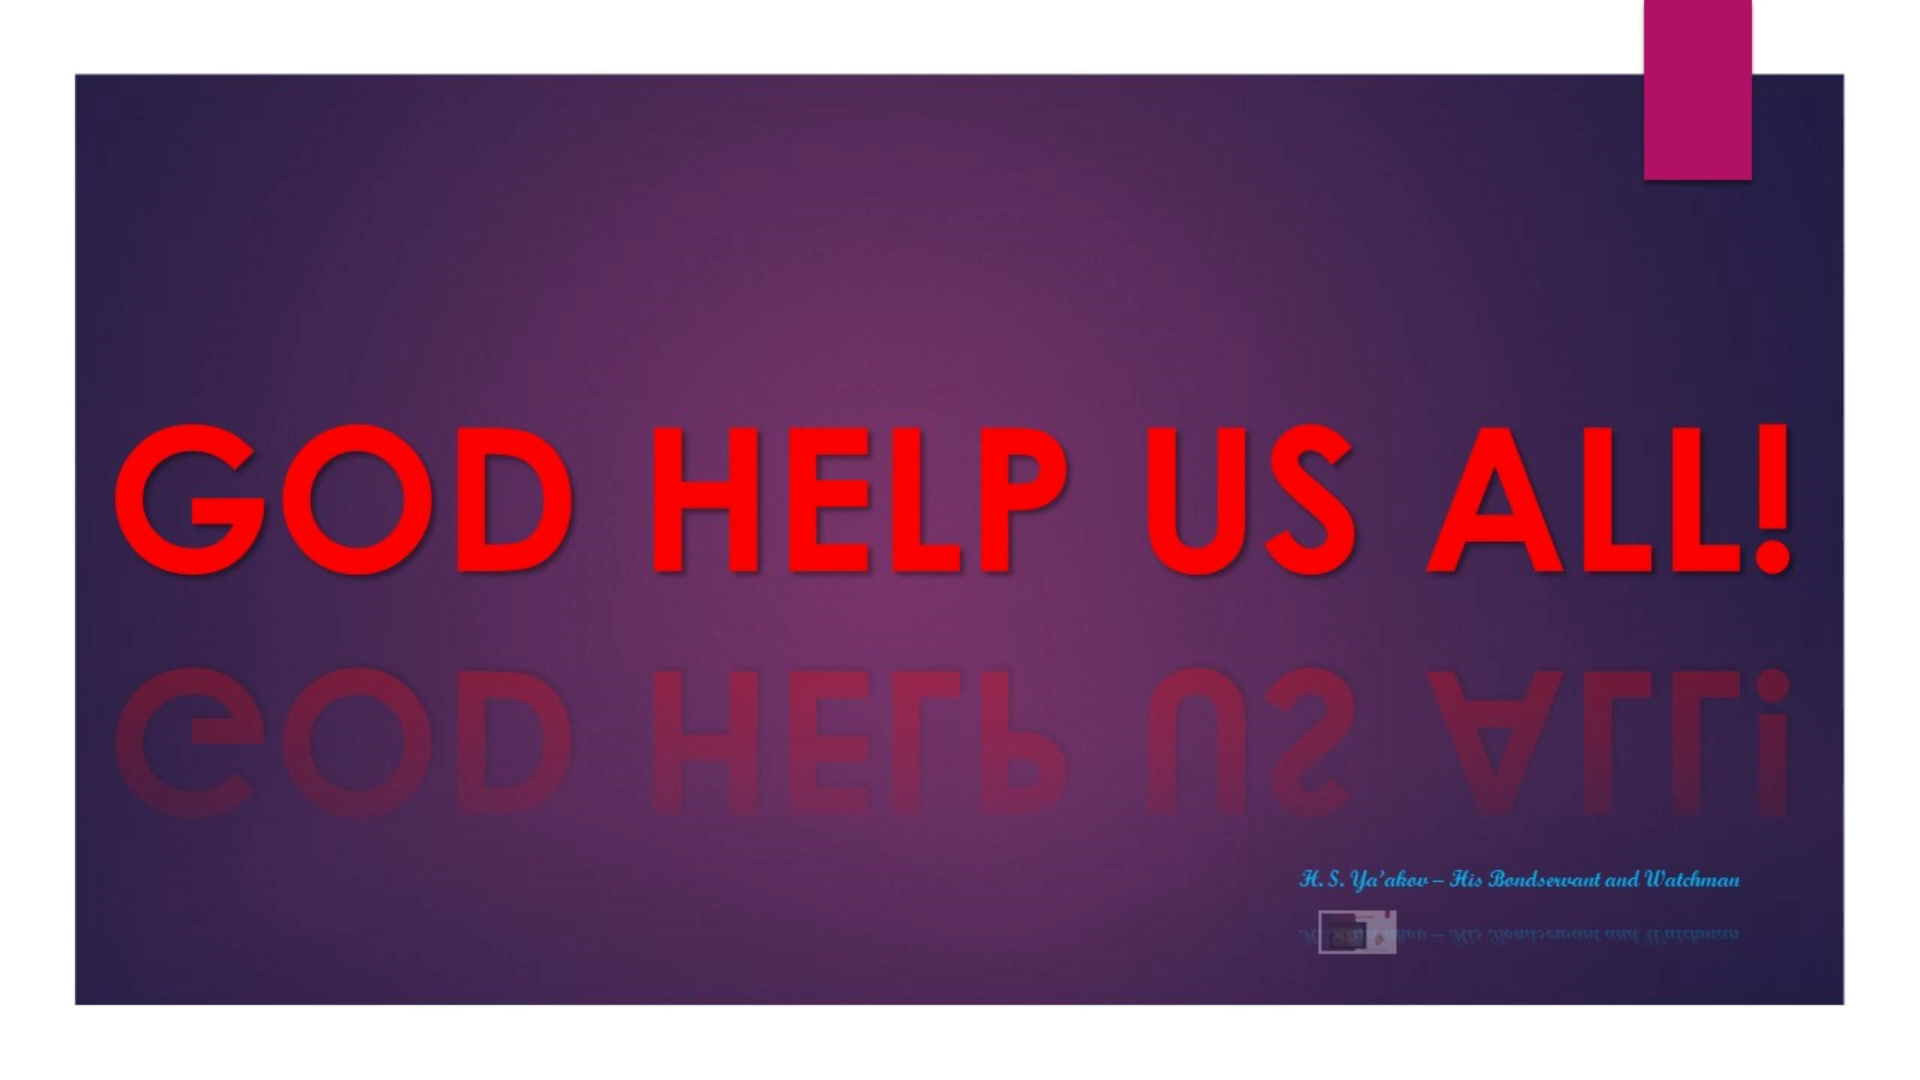 GOD HELP US ALL!
H. S. Ya'akov – His Bondservant and Watchman